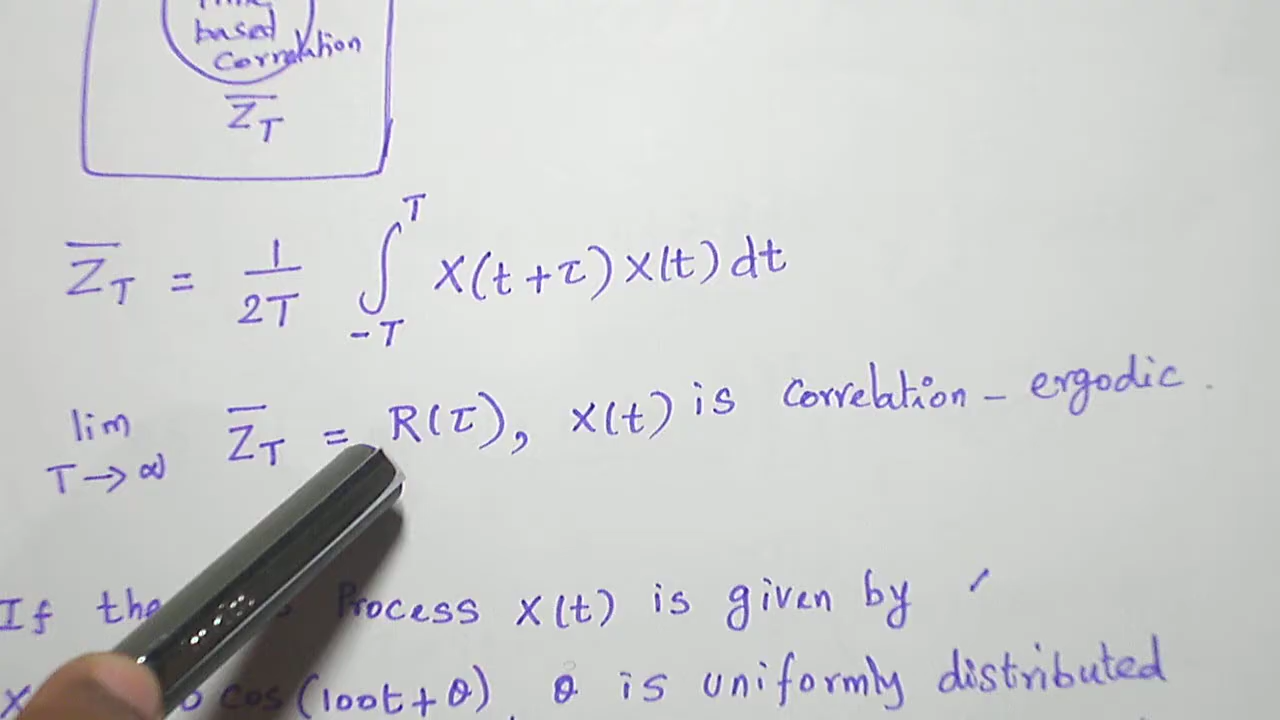 based
Correlation
Z̅_T
Z̅_T = 1/2T ∫_{-T}^{T} X(t+τ) X(t) dt
lim T→∞ Z̅_T = R(τ), X(t) is correlation-ergodic.
If the Process X(t) is given by
X cos(100t + θ) θ is uniformly distributed